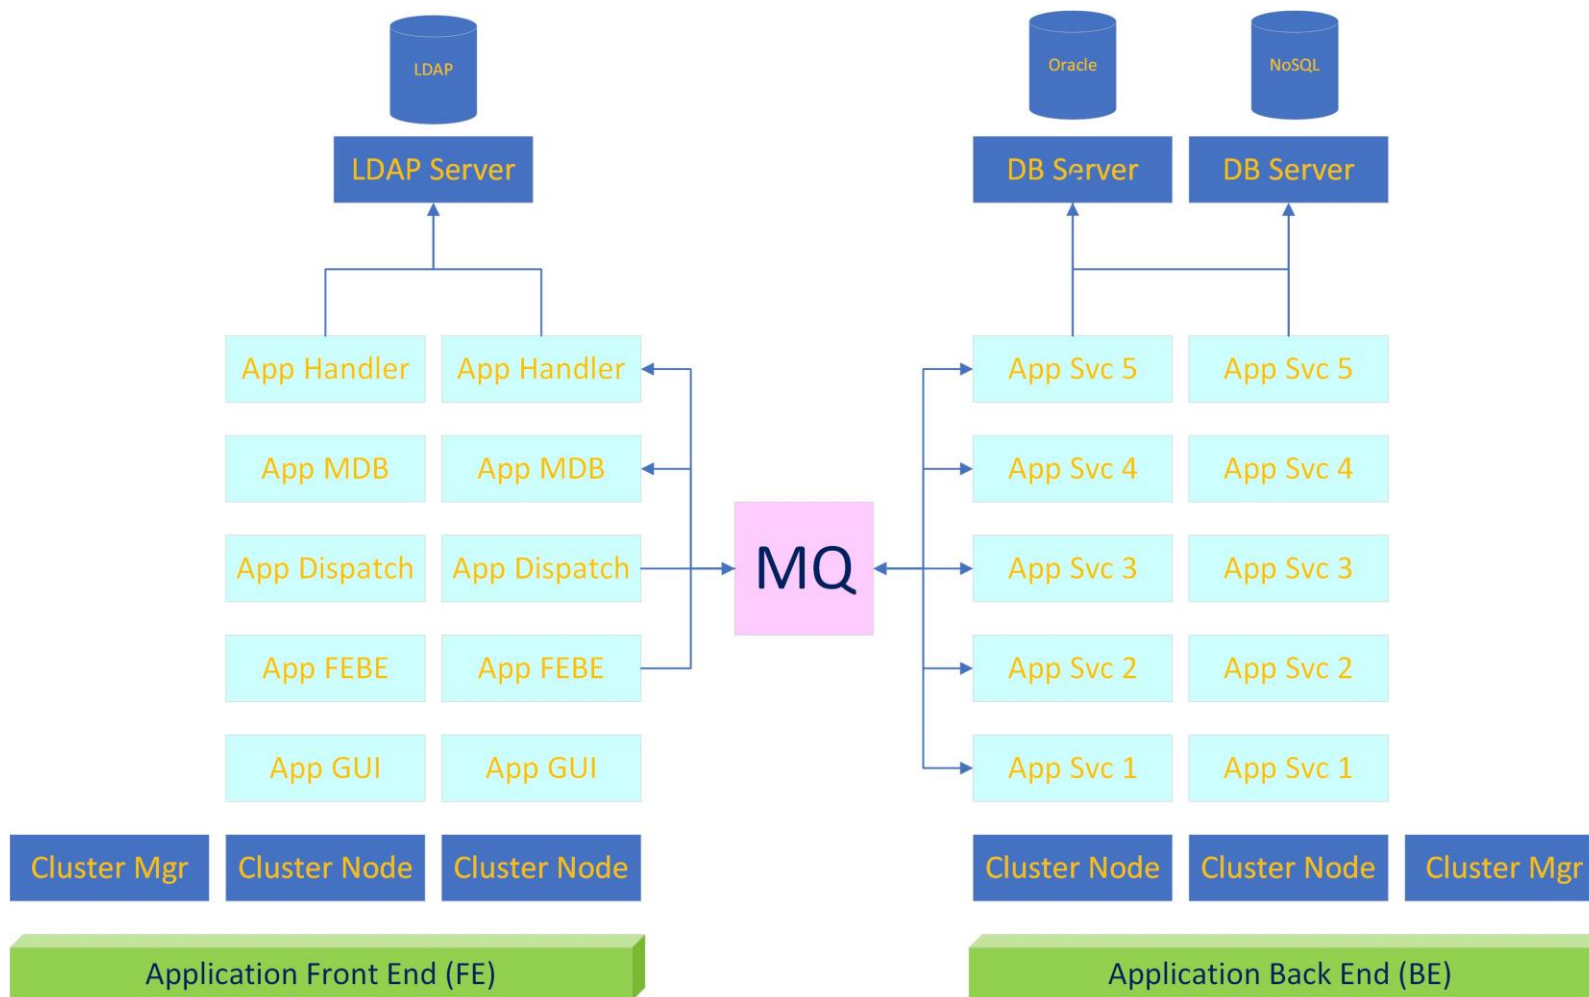 LDAP
Oracle
NoSQL
LDAP Server
DB Server
DB Server
App Handler
App Handler
App Svc 5
App Svc 5
App MDB
App MDB
App Svc 4
App Svc 4
MQ
App Dispatch
App Dispatch
App Svc 3
App Svc 3
App FEBE
App FEBE
App Svc 2
App Svc 2
App GUI
App GUI
App Svc 1
App Svc 1
Cluster Mgr
Cluster Node
Cluster Node
Cluster Node
Cluster Node
Cluster Mgr
Application Front End (FE)
Application Back End (BE)